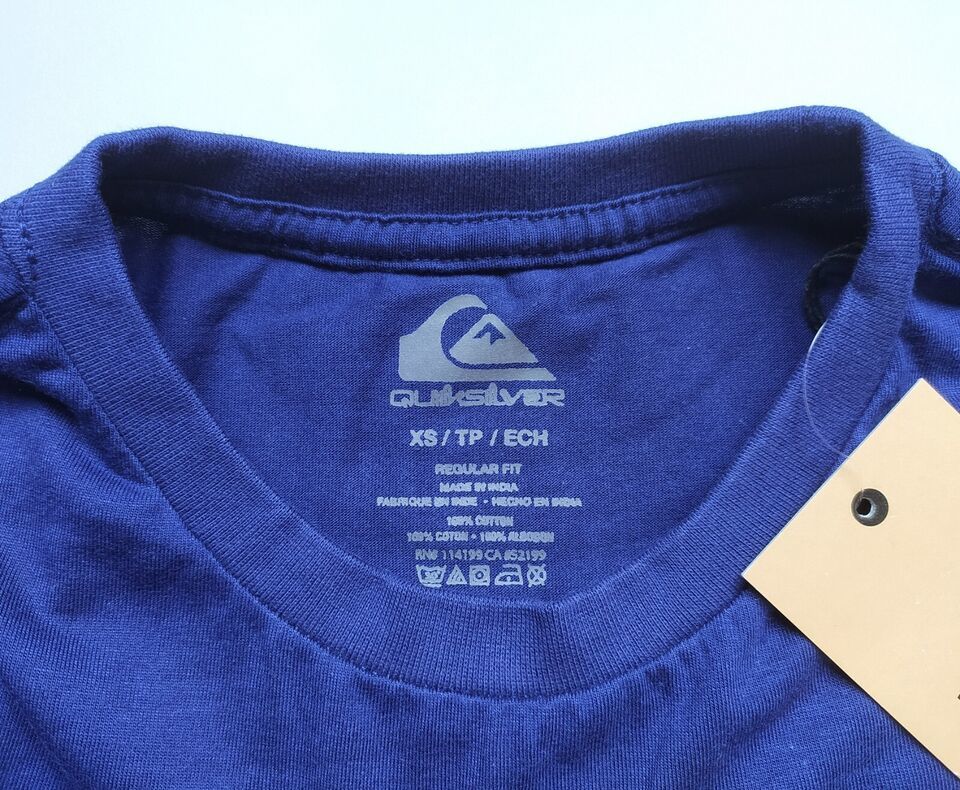 QUIKSILVER
XS / TP / ECH
REGULAR FIT
MADE IN INDIA
FABRIQUE EN INDE - HECHO EN INDIA
100% COTTON
100% COTON - 100% ALGODON
RN# 114199 CA #52199
30